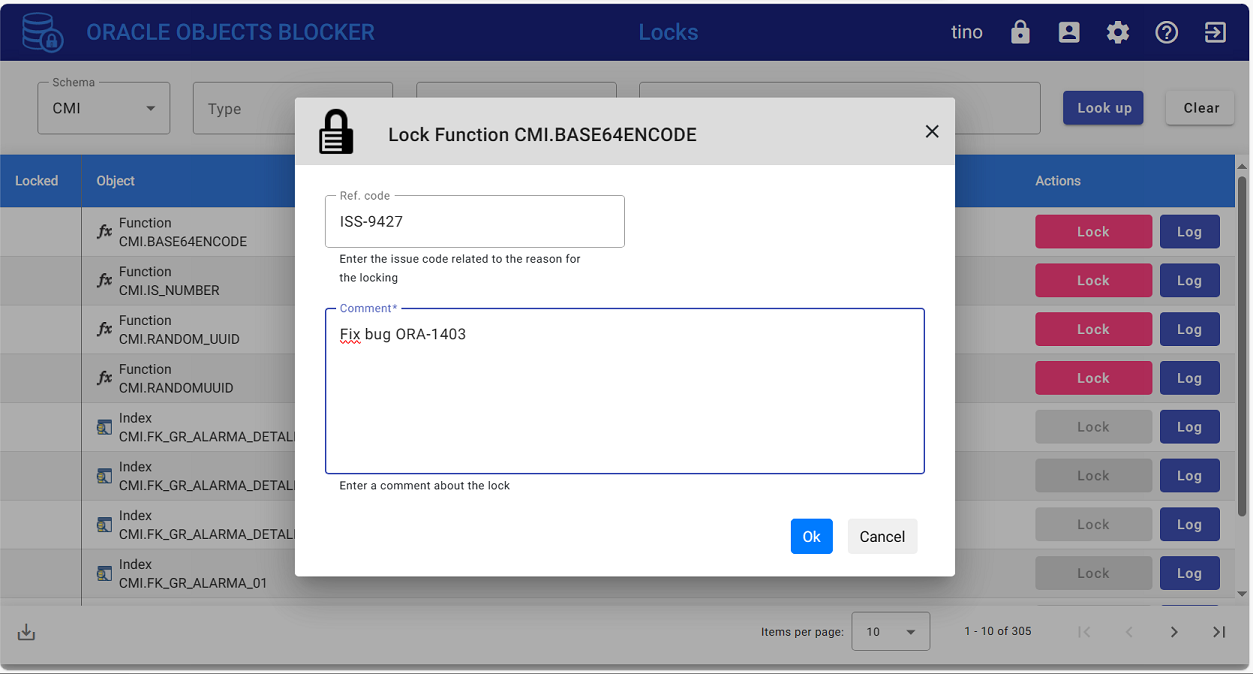 ORACLE OBJECTS BLOCKER
Locks
tino
Schema
CMI
Type
Look up
Clear
Lock Function CMI.BASE64ENCODE
Ref. code
ISS-9427
Enter the issue code related to the reason for
the locking
Comment*
Fix bug ORA-1403
Enter a comment about the lock
Ok
Cancel
Locked
Object
Actions
fx
Function
CMI.BASE64ENCODE
Lock
Log
fx
Function
CMI.IS_NUMBER
Lock
Log
fx
Function
CMI.RANDOM_UUID
Lock
Log
fx
Function
CMI.RANDOMUUID
Lock
Log
Index
CMI.FK_GR_ALARMA_DETAL
Lock
Log
Index
CMI.FK_GR_ALARMA_DETAL
Lock
Log
Index
CMI.FK_GR_ALARMA_DETAL
Lock
Log
Index
CMI.FK_GR_ALARMA_01
Lock
Log
Items per page:
10
1 - 10 of 305